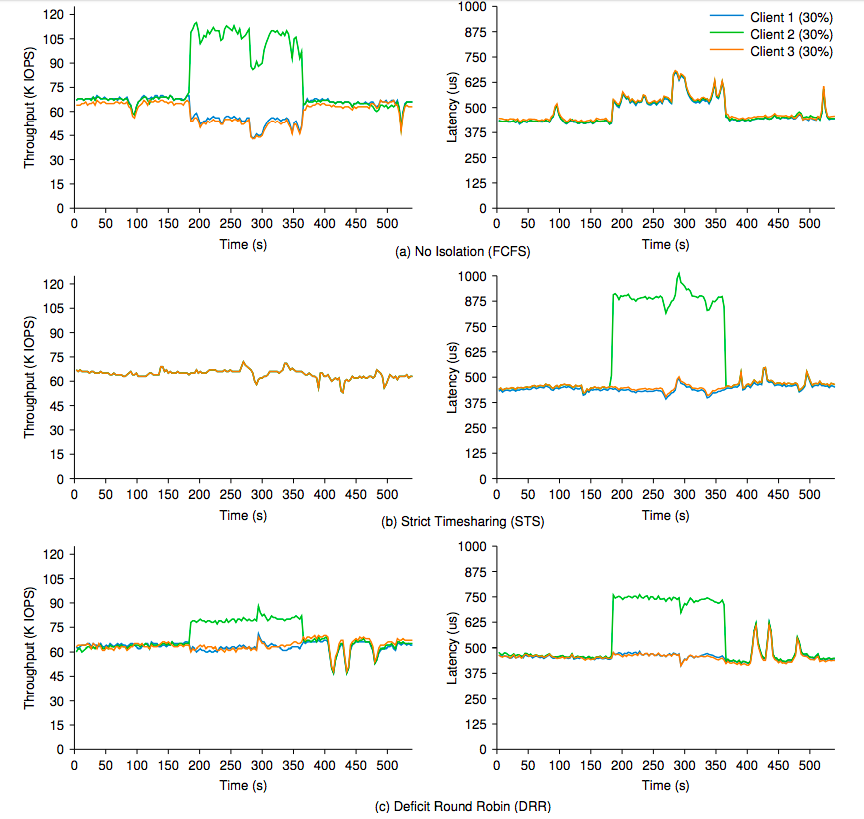 120
105
90
75
60
45
30
15
0
Throughput (K IOPS)
0 50 100 150 200 250 300 350 400 450 500
Time (s)
1000
875
750
625
500
375
250
125
0
Latency (us)
0 50 100 150 200 250 300 350 400 450 500
Time (s)
Client 1 (30%)
Client 2 (30%)
Client 3 (30%)
(a) No Isolation (FCFS)
120
105
90
75
60
45
30
15
0
Throughput (K IOPS)
0 50 100 150 200 250 300 350 400 450 500
Time (s)
1000
875
750
625
500
375
250
125
0
Latency (us)
0 50 100 150 200 250 300 350 400 450 500
Time (s)
(b) Strict Timesharing (STS)
120
105
90
75
60
45
30
15
0
Throughput (K IOPS)
0 50 100 150 200 250 300 350 400 450 500
Time (s)
1000
875
750
625
500
375
250
125
0
Latency (us)
0 50 100 150 200 250 300 350 400 450 500
Time (s)
(c) Deficit Round Robin (DRR)